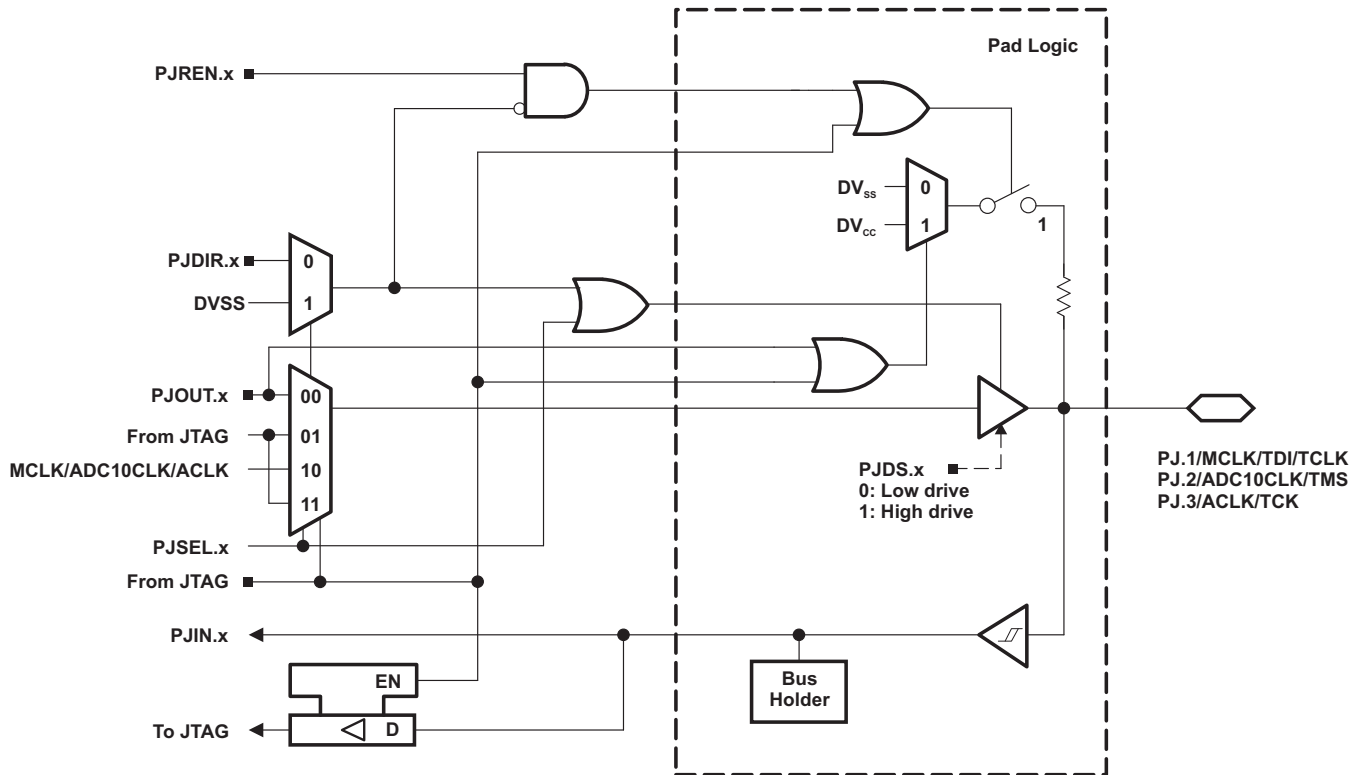 Pad Logic
PJREN.x
DVSS
0
DVCC
1
1
PJDIR.x
0
DVSS
1
PJOUT.x
00
From JTAG
01
MCLK/ADC10CLK/ACLK
10
11
PJDS.x
0: Low drive
1: High drive
PJ.1/MCLK/TDI/TCLK
PJ.2/ADC10CLK/TMS
PJ.3/ACLK/TCK
PJSEL.x
From JTAG
PJIN.x
Bus
Holder
EN
To JTAG
D